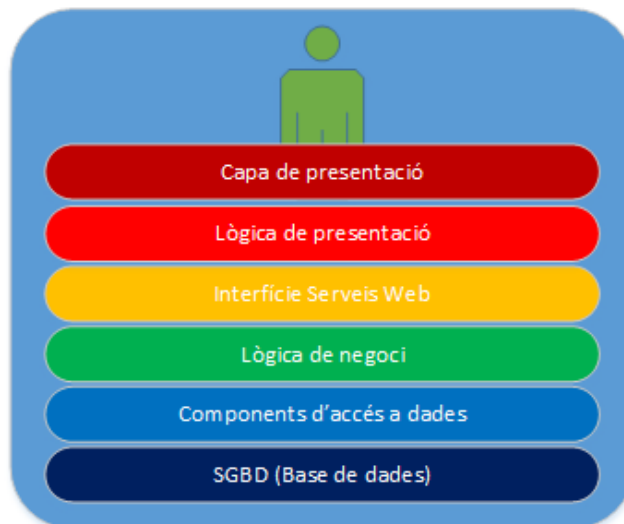 Capa de presentació
Lògica de presentació
Interfície Serveis Web
Lògica de negoci
Components d'accés a dades
SGBD (Base de dades)